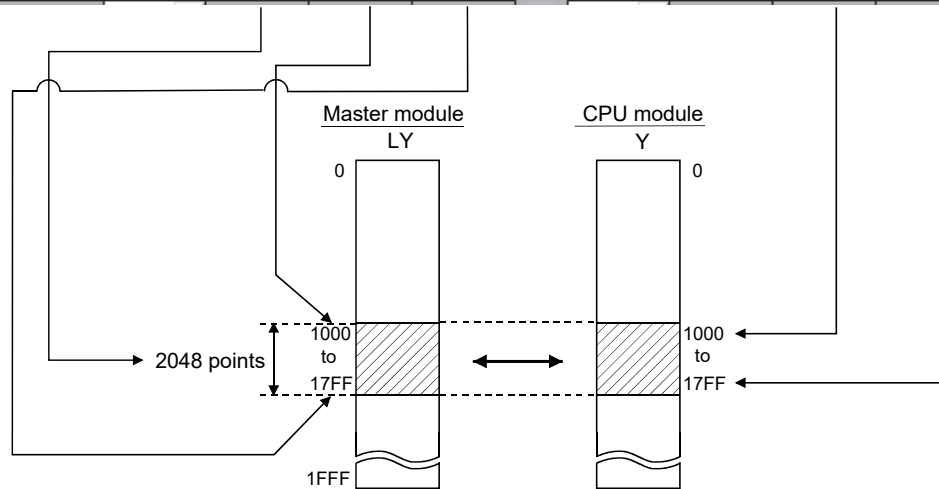 Master module
CPU module
LY
Y
0
0
1000
to
17FF
2048 points
1000
to
17FF
1FFF